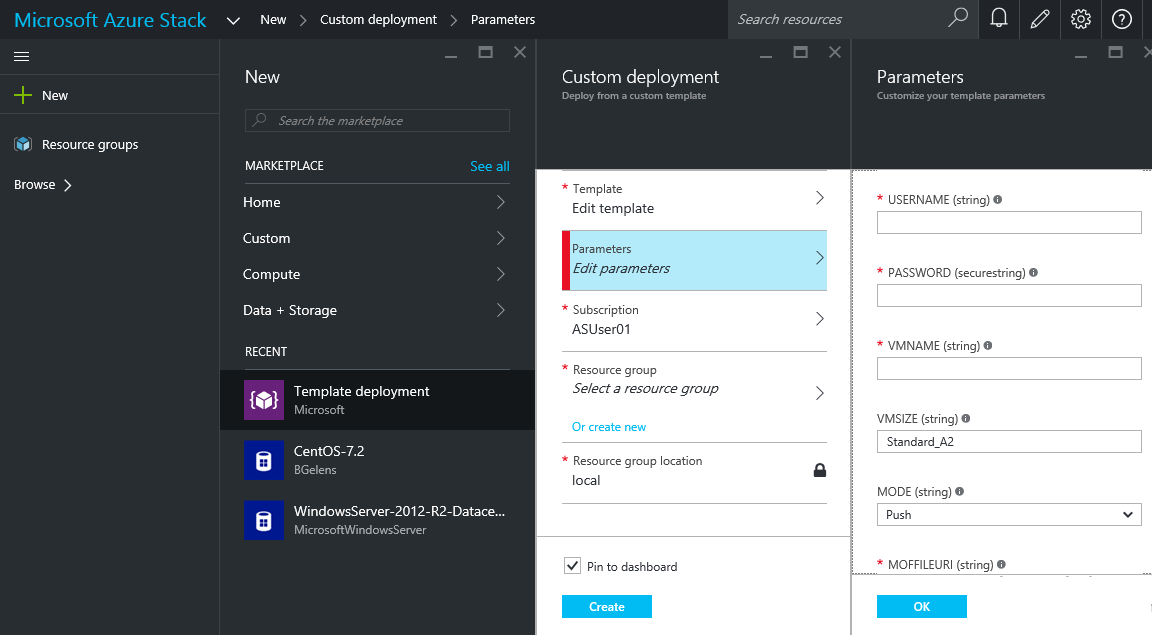 Microsoft Azure Stack
New
Custom deployment
Parameters
Search resources
New
Resource groups
Browse
New
Search the marketplace
MARKETPLACE
See all
Home
Custom
Compute
Data + Storage
RECENT
Template deployment
Microsoft
CentOS-7.2
BGelens
WindowsServer-2012-R2-Datace...
MicrosoftWindowsServer
Custom deployment
Deploy from a custom template
* Template
Edit template
Parameters
Edit parameters
* Subscription
ASUser01
* Resource group
Select a resource group
Or create new
* Resource group location
local
Pin to dashboard
Create
Parameters
Customize your template parameters
* USERNAME (string)
* PASSWORD (securestring)
* VMNAME (string)
VMSIZE (string)
Standard_A2
MODE (string)
Push
* MOFFILEURI (string)
OK